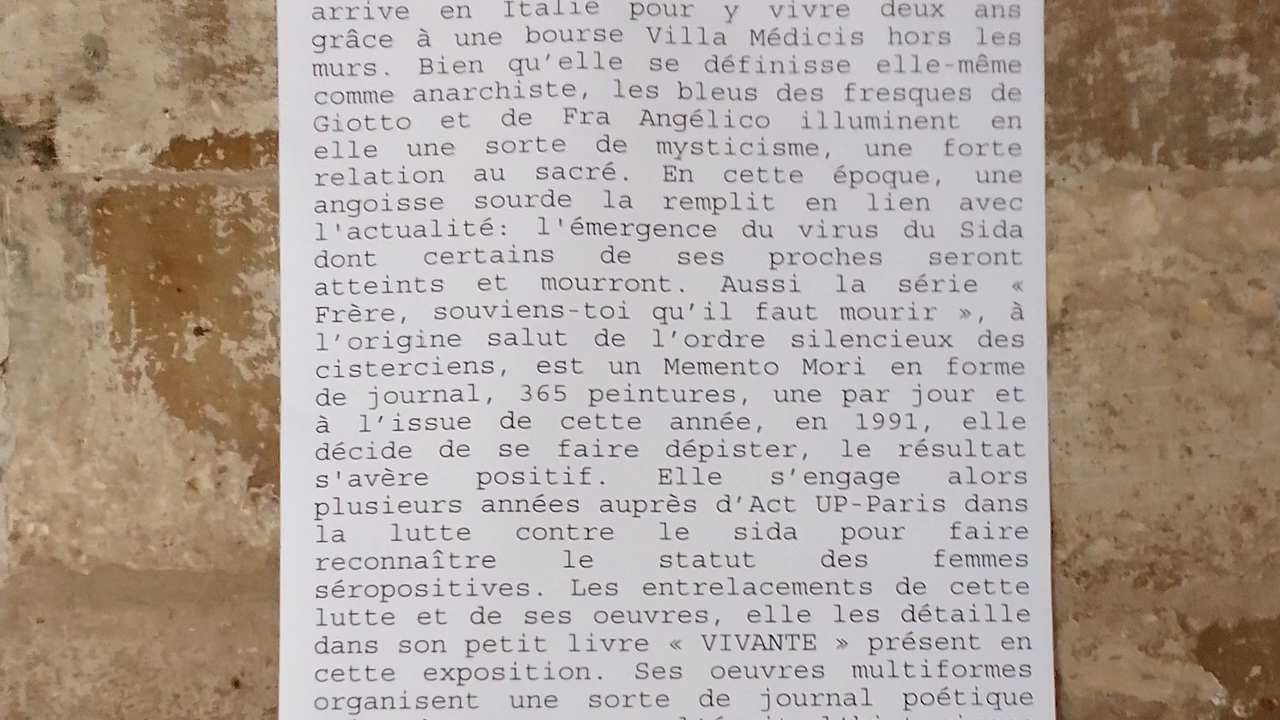 arrive en Italie pour y vivre deux ans
grâce à une bourse Villa Médicis hors les
murs. Bien qu’elle se définisse elle-même
comme anarchiste, les bleus des fresques de
Giotto et de Fra Angélico illuminent en
elle une sorte de mysticisme, une forte
relation au sacré. En cette époque, une
angoisse sourde la remplit en lien avec
l'actualité: l'émergence du virus du Sida
dont certains de ses proches seront
atteints et mourront. Aussi la série «
Frère, souviens-toi qu’il faut mourir », à
l’origine salut de l’ordre silencieux des
cisterciens, est un Memento Mori en forme
de journal, 365 peintures, une par jour et
à l’issue de cette année, en 1991, elle
décide de se faire dépister, le résultat
s'avère positif. Elle s’engage alors
plusieurs années auprès d’Act UP-Paris dans
la lutte contre le sida pour faire
reconnaître le statut des femmes
séropositives. Les entrelacements de cette
lutte et de ses oeuvres, elle les détaille
dans son petit livre « VIVANTE » présent en
cette exposition. Ses oeuvres multiformes
organisent une sorte de journal poétique